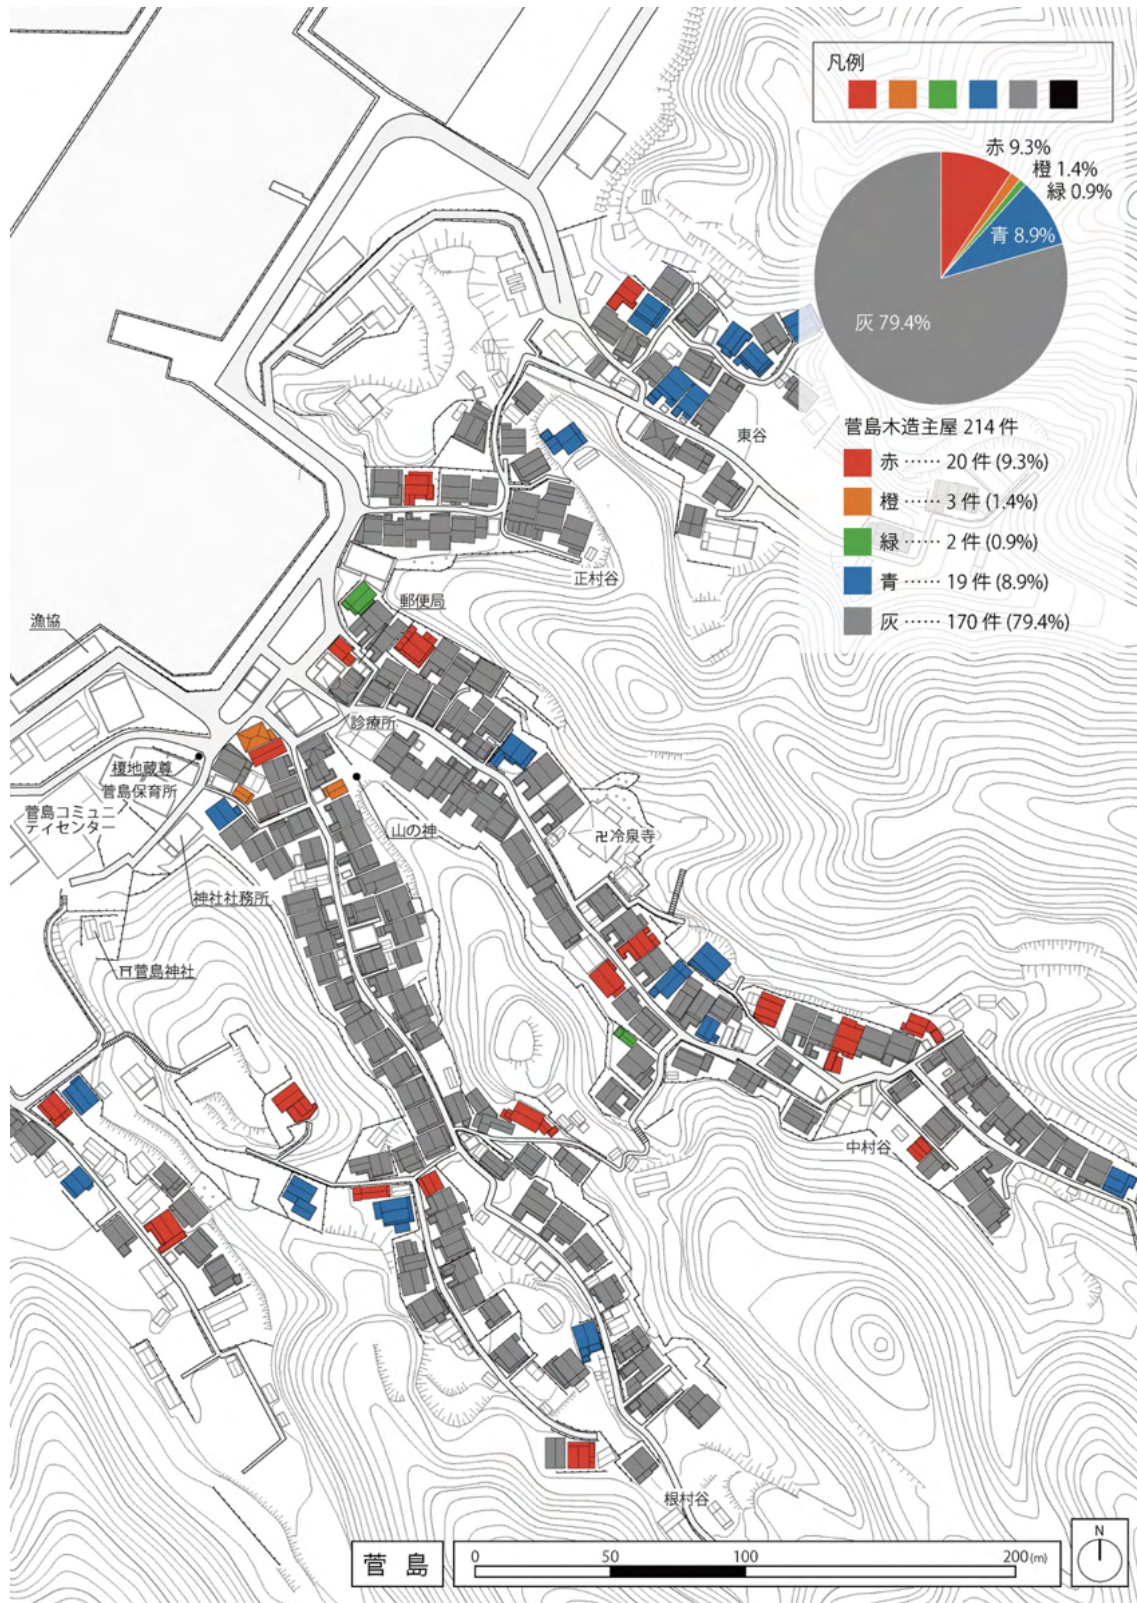 凡例
赤 9.3%
橙 1.4%
緑 0.9%
青 8.9%
灰 79.4%
菅島木造主屋 214 件
赤 …… 20 件 (9.3%)
橙 …… 3 件 (1.4%)
緑 …… 2 件 (0.9%)
青 …… 19 件 (8.9%)
灰 …… 170 件 (79.4%)
東谷
正村谷
郵便局
漁協
診療所
榎地蔵尊
菅島保育所
菅島コミュニ
ティセンター
山の神
卍冷泉寺
神社社務所
⛩菅島神社
中村谷
根村谷
菅 島
0 50 100 200 (m)
N